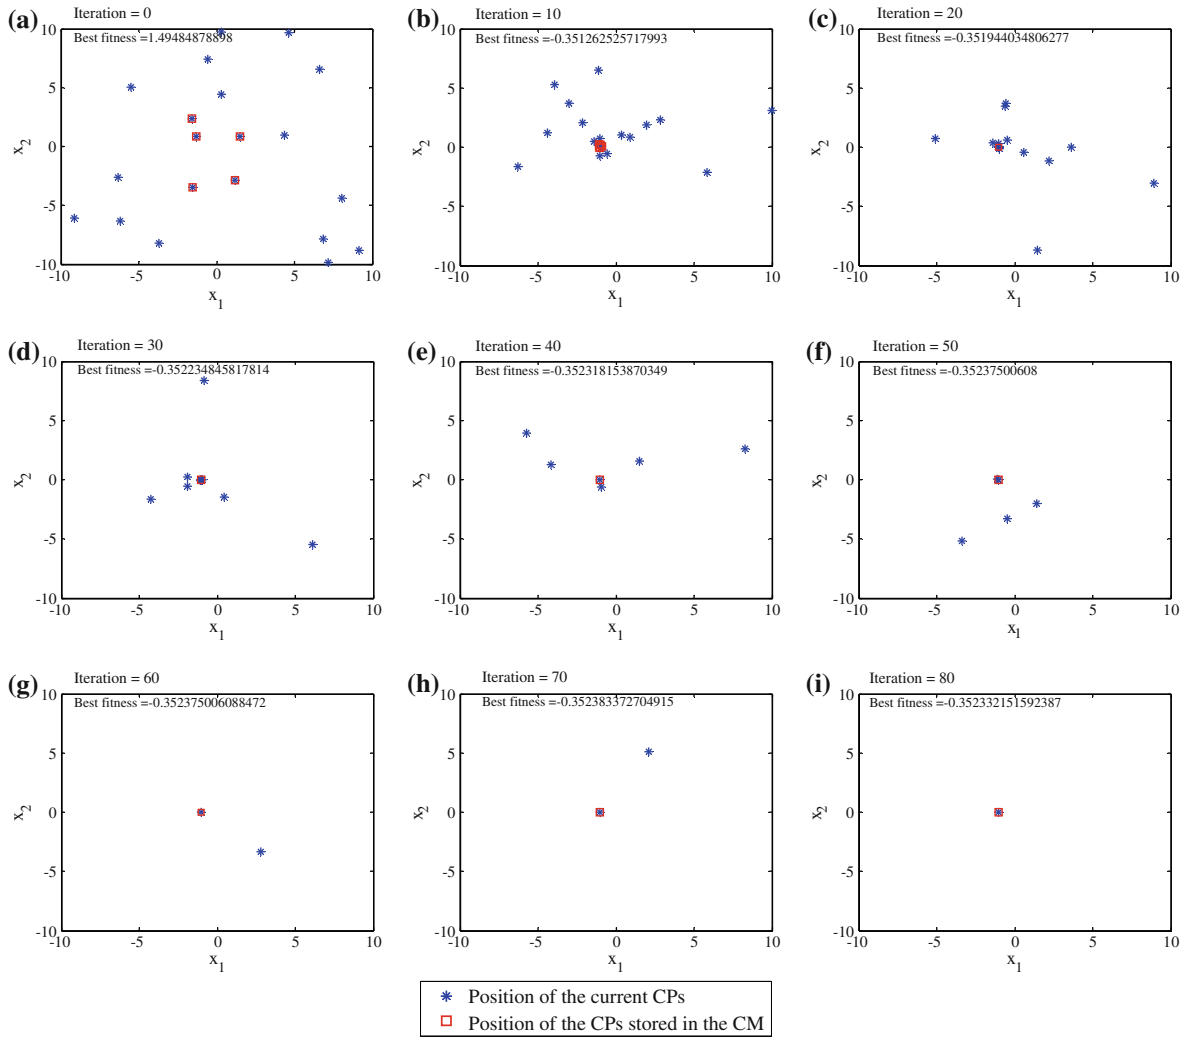 (a) Iteration = 0
Best fitness =1.49484878898
10
5
0
-5
-10
x2
-10 -5 0 5 10
x1
(b) Iteration = 10
Best fitness =-0.351262525717993
10
5
0
-5
-10
x2
-10 -5 0 5 10
x1
(c) Iteration = 20
Best fitness =-0.351944034806277
10
5
0
-5
-10
x2
-10 -5 0 5 10
x1
(d) Iteration = 30
Best fitness =-0.352234845817814
10
5
0
-5
-10
x2
-10 -5 0 5 10
x1
(e) Iteration = 40
Best fitness =-0.352318153870349
10
5
0
-5
-10
x2
-10 -5 0 5 10
x1
(f) Iteration = 50
Best fitness =-0.35237500608
10
5
0
-5
-10
x2
-10 -5 0 5 10
x1
(g) Iteration = 60
Best fitness =-0.352375006088472
10
5
0
-5
-10
x2
-10 -5 0 5 10
x1
(h) Iteration = 70
Best fitness =-0.352383372704915
10
5
0
-5
-10
x2
-10 -5 0 5 10
x1
(i) Iteration = 80
Best fitness =-0.352332151592387
10
5
0
-5
-10
x2
-10 -5 0 5 10
x1
Position of the current CPs
Position of the CPs stored in the CM